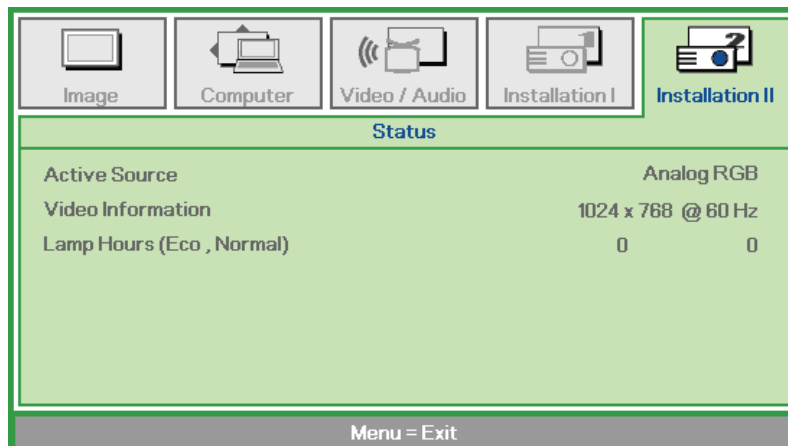 Image Computer Video / Audio Installation I Installation II
Status
Active Source Analog RGB
Video Information 1024 x 768 @ 60 Hz
Lamp Hours (Eco , Normal) 0 0
Menu = Exit